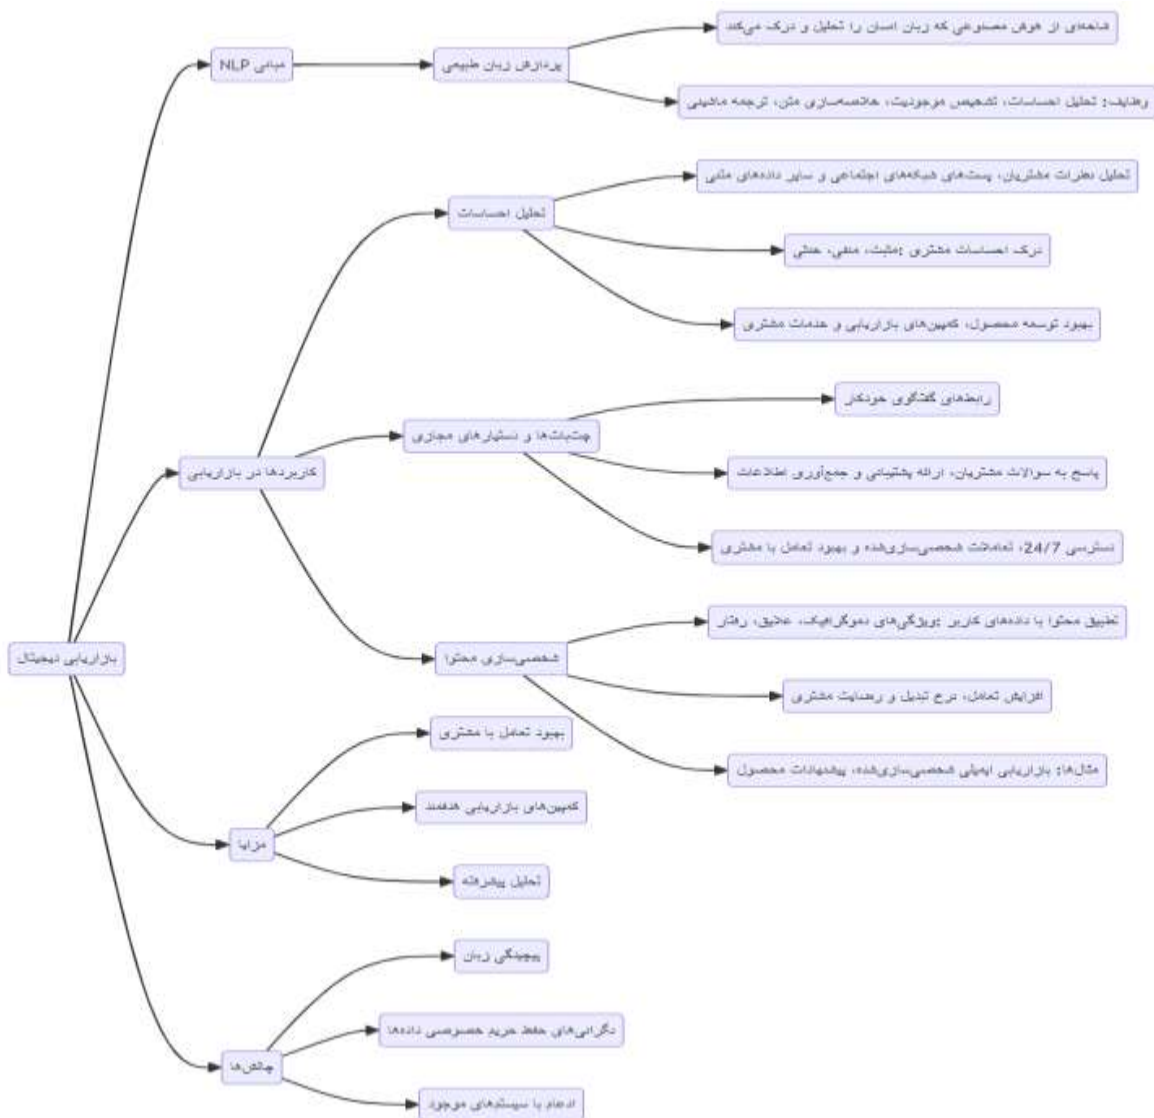 بازاریابی دیجیتال
مبانی NLP
پردازش زبان طبیعی
شاخه‌ای از هوش مصنوعی که زبان انسان را تحلیل و درک می‌کند
وظایف: تحلیل احساسات، تشخیص موجودیت، خلاصه‌سازی متن، ترجمه ماشینی
کاربردها در بازاریابی
تحلیل احساسات
تحلیل نظرات مشتریان، پست‌های شبکه‌های اجتماعی و سایر داده‌های متنی
درک احساسات مشتری :مثبت، منفی، خنثی
بهبود توسعه محصول، کمپین‌های بازاریابی و خدمات مشتری
چت‌بات‌ها و دستیارهای مجازی
رابط‌های گفتگوی خودکار
پاسخ به سوالات مشتریان، ارائه پشتیبانی و جمع‌آوری اطلاعات
دسترسی 24/7، تعاملات شخصی‌سازی‌شده و بهبود تعامل با مشتری
شخصی‌سازی محتوا
تطبیق محتوا با داده‌های کاربر :ویژگی‌های دموگرافیک، علایق، رفتار
افزایش تعامل، نرخ تبدیل و رضایت مشتری
مثال‌ها: بازاریابی ایمیلی شخصی‌سازی‌شده، پیشنهادات محصول
مزایا
بهبود تعامل با مشتری
کمپین‌های بازاریابی هدفمند
تحلیل پیشرفته
چالش‌ها
پیچیدگی زبان
نگرانی‌های حفظ حریم خصوصی داده‌ها
ادغام با سیستم‌های موجود